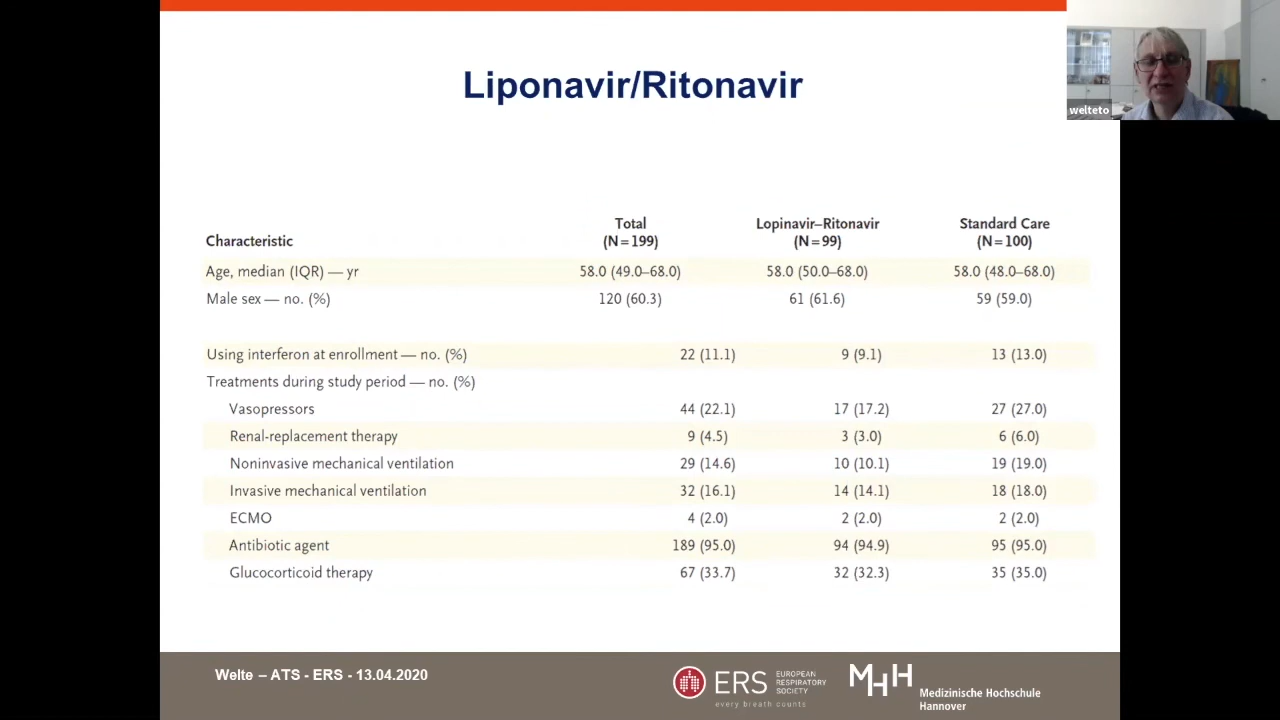 Liponavir/Ritonavir
welteto
Characteristic Total (N=199) Lopinavir–Ritonavir (N=99) Standard Care (N=100)
Age, median (IQR) — yr 58.0 (49.0–68.0) 58.0 (50.0–68.0) 58.0 (48.0–68.0)
Male sex — no. (%) 120 (60.3) 61 (61.6) 59 (59.0)
Using interferon at enrollment — no. (%) 22 (11.1) 9 (9.1) 13 (13.0)
Treatments during study period — no. (%)
Vasopressors 44 (22.1) 17 (17.2) 27 (27.0)
Renal-replacement therapy 9 (4.5) 3 (3.0) 6 (6.0)
Noninvasive mechanical ventilation 29 (14.6) 10 (10.1) 19 (19.0)
Invasive mechanical ventilation 32 (16.1) 14 (14.1) 18 (18.0)
ECMO 4 (2.0) 2 (2.0) 2 (2.0)
Antibiotic agent 189 (95.0) 94 (94.9) 95 (95.0)
Glucocorticoid therapy 67 (33.7) 32 (32.3) 35 (35.0)
Welte – ATS - ERS - 13.04.2020
ERS
EUROPEAN
RESPIRATORY
SOCIETY
every breath counts
MHH
Medizinische Hochschule
Hannover